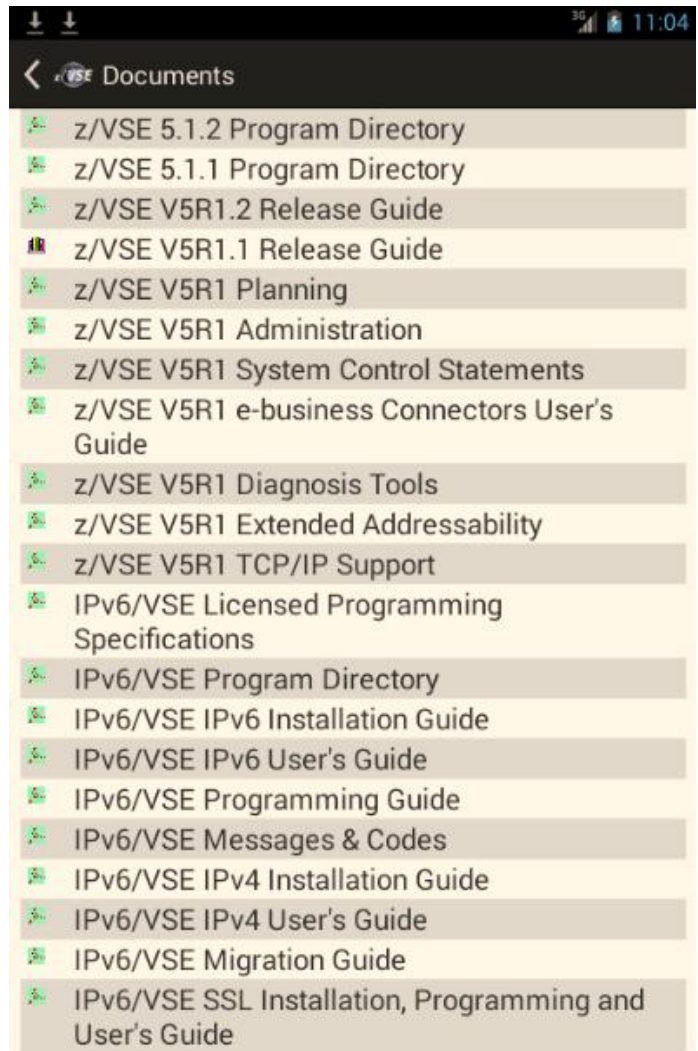 3G 11:04
z/VSE Documents
z/VSE 5.1.2 Program Directory
z/VSE 5.1.1 Program Directory
z/VSE V5R1.2 Release Guide
z/VSE V5R1.1 Release Guide
z/VSE V5R1 Planning
z/VSE V5R1 Administration
z/VSE V5R1 System Control Statements
z/VSE V5R1 e-business Connectors User's
Guide
z/VSE V5R1 Diagnosis Tools
z/VSE V5R1 Extended Addressability
z/VSE V5R1 TCP/IP Support
IPv6/VSE Licensed Programming
Specifications
IPv6/VSE Program Directory
IPv6/VSE IPv6 Installation Guide
IPv6/VSE IPv6 User's Guide
IPv6/VSE Programming Guide
IPv6/VSE Messages & Codes
IPv6/VSE IPv4 Installation Guide
IPv6/VSE IPv4 User's Guide
IPv6/VSE Migration Guide
IPv6/VSE SSL Installation, Programming and
User's Guide